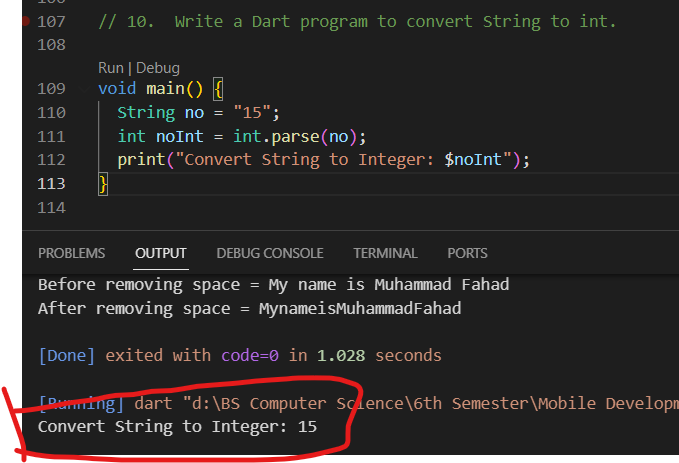 107 // 10. Write a Dart program to convert String to int.
108
Run | Debug
109 void main() {
110 String no = "15";
111 int noInt = int.parse(no);
112 print("Convert String to Integer: $noInt");
113 }
114
PROBLEMS OUTPUT DEBUG CONSOLE TERMINAL PORTS
Before removing space = My name is Muhammad Fahad
After removing space = MynameisMuhammadFahad
[Done] exited with code=0 in 1.028 seconds
[Running] dart "d:\BS Computer Science\6th Semester\Mobile Developm
Convert String to Integer: 15